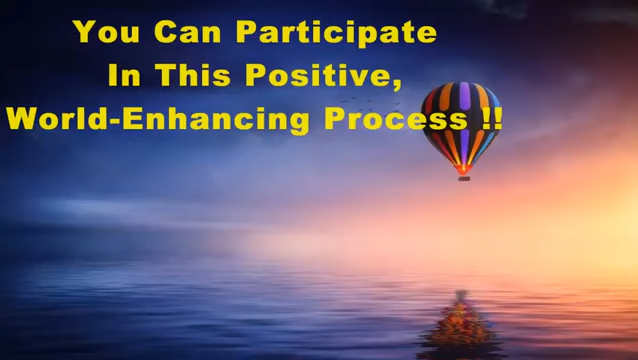 You Can Participate
In This Positive,
World-Enhancing Process !!